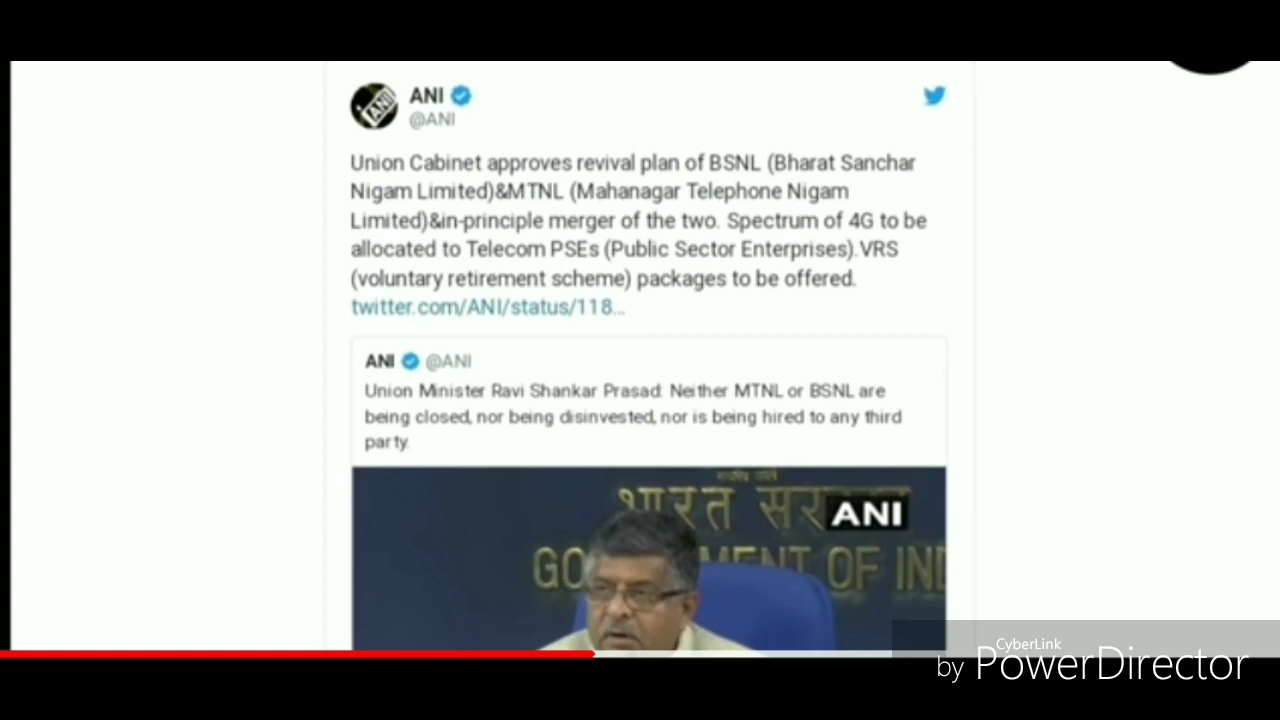 ANI
@ANI
Union Cabinet approves revival plan of BSNL (Bharat Sanchar
Nigam Limited)&MTNL (Mahanagar Telephone Nigam
Limited)&in-principle merger of the two. Spectrum of 4G to be
allocated to Telecom PSEs (Public Sector Enterprises).VRS
(voluntary retirement scheme) packages to be offered.
twitter.com/ANI/status/118...
ANI @ANI
Union Minister Ravi Shankar Prasad: Neither MTNL or BSNL are
being closed, nor being disinvested, nor is being hired to any third
party.
भारत
ANI
OF
CyberLink
by PowerDirector